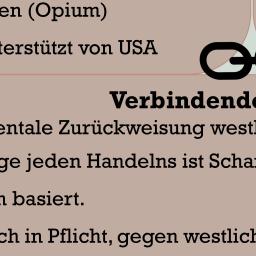 en (Opium)
terstützt von USA
Verbindende
entale Zurückweisung westl
ge jeden Handelns ist Schar
n basiert.
ch in Pflicht, gegen westlich